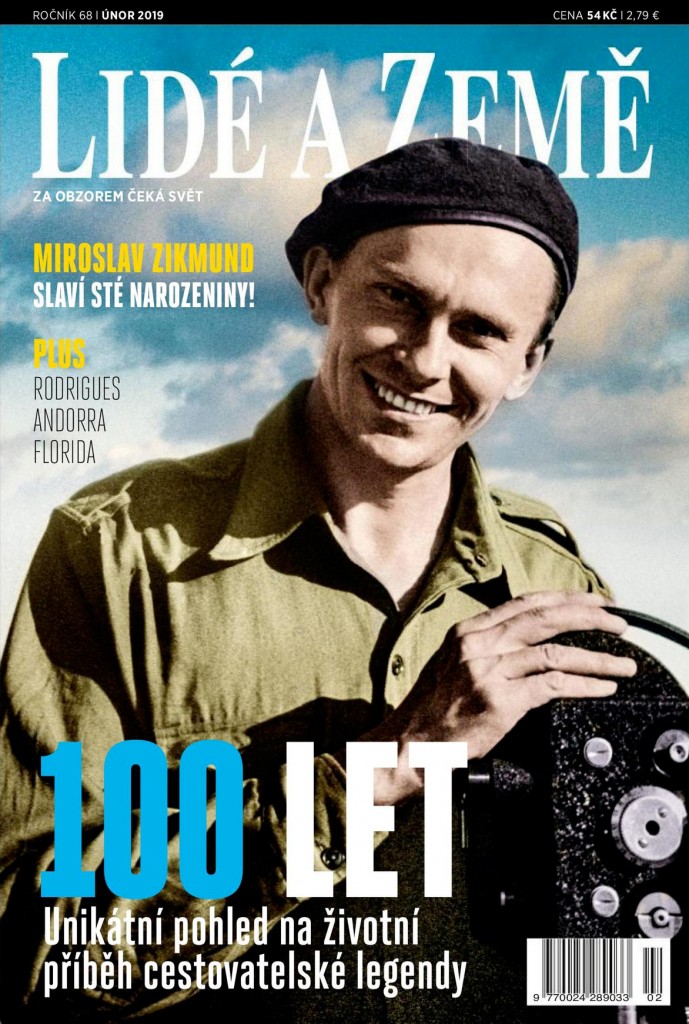 ROČNÍK 68 | ÚNOR 2019
CENA 54 KČ | 2,79 €
LIDÉ A ZEMĚ
ZA OBZOREM ČEKÁ SVĚT
MIROSLAV ZIKMUND
SLAVÍ STÉ NAROZENINY!
PLUS
RODRIGUES
ANDORRA
FLORIDA
100 LET
Unikátní pohled na životní
příběh cestovatelské legendy
9 770024 289033 02